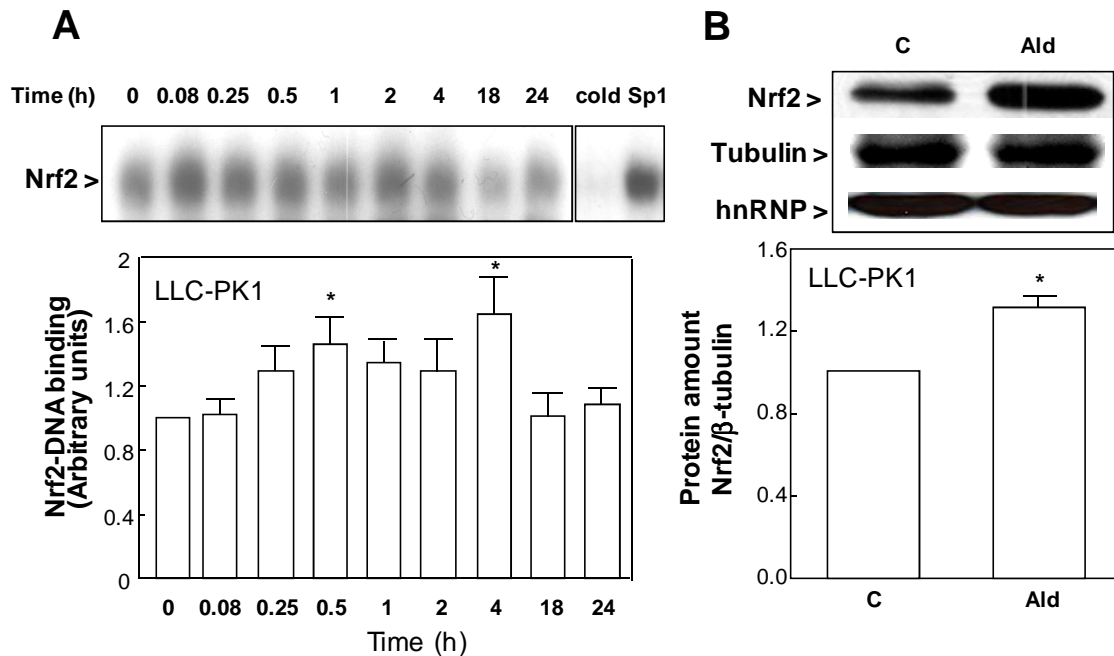 A
Time (h) 0 0.08 0.25 0.5 1 2 4 18 24 cold Sp1
Nrf2 >
Nrf2-DNA binding
(Arbitrary units)
2
1.6
1.2
0.8
0.4
0
LLC-PK1
*
*
0 0.08 0.25 0.5 1 2 4 18 24
Time (h)
B
C Ald
Nrf2 >
Tubulin >
hnRNP >
Protein amount
Nrf2/β-tubulin
1.6
1.2
0.8
0.4
0.0
LLC-PK1
*
C Ald